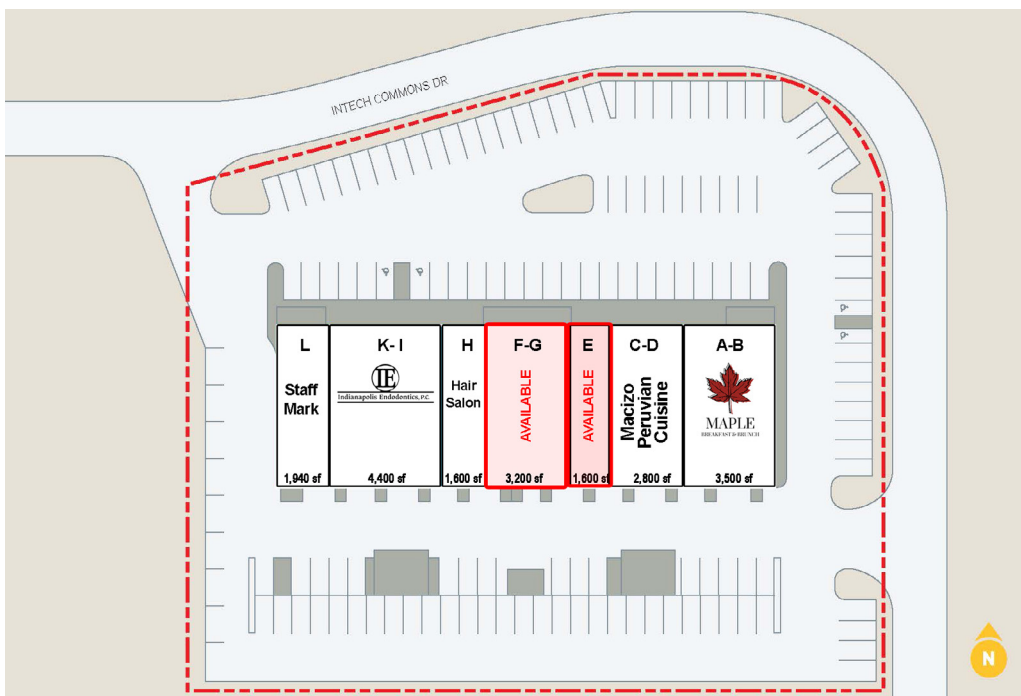 INTECH COMMONS DR
L
Staff
Mark
1,940 sf
K-I
IE
Indianapolis Endodontics, P.C.
4,400 sf
H
Hair
Salon
1,600 sf
F-G
AVAILABLE
3,200 sf
E
AVAILABLE
1,600 sf
C-D
Macizo
Peruvian
Cuisine
2,800 sf
A-B
MAPLE
BREAKFAST & BRUNCH
3,500 sf
N